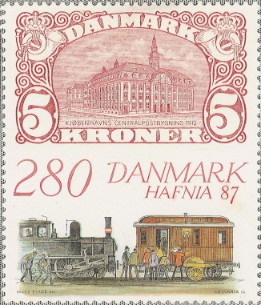 DANMARK
5 5
KJØBENHAVNS CENTRALPOSTBYGNING 1912
KRONER
280 DANMARK
HAFNIA 87